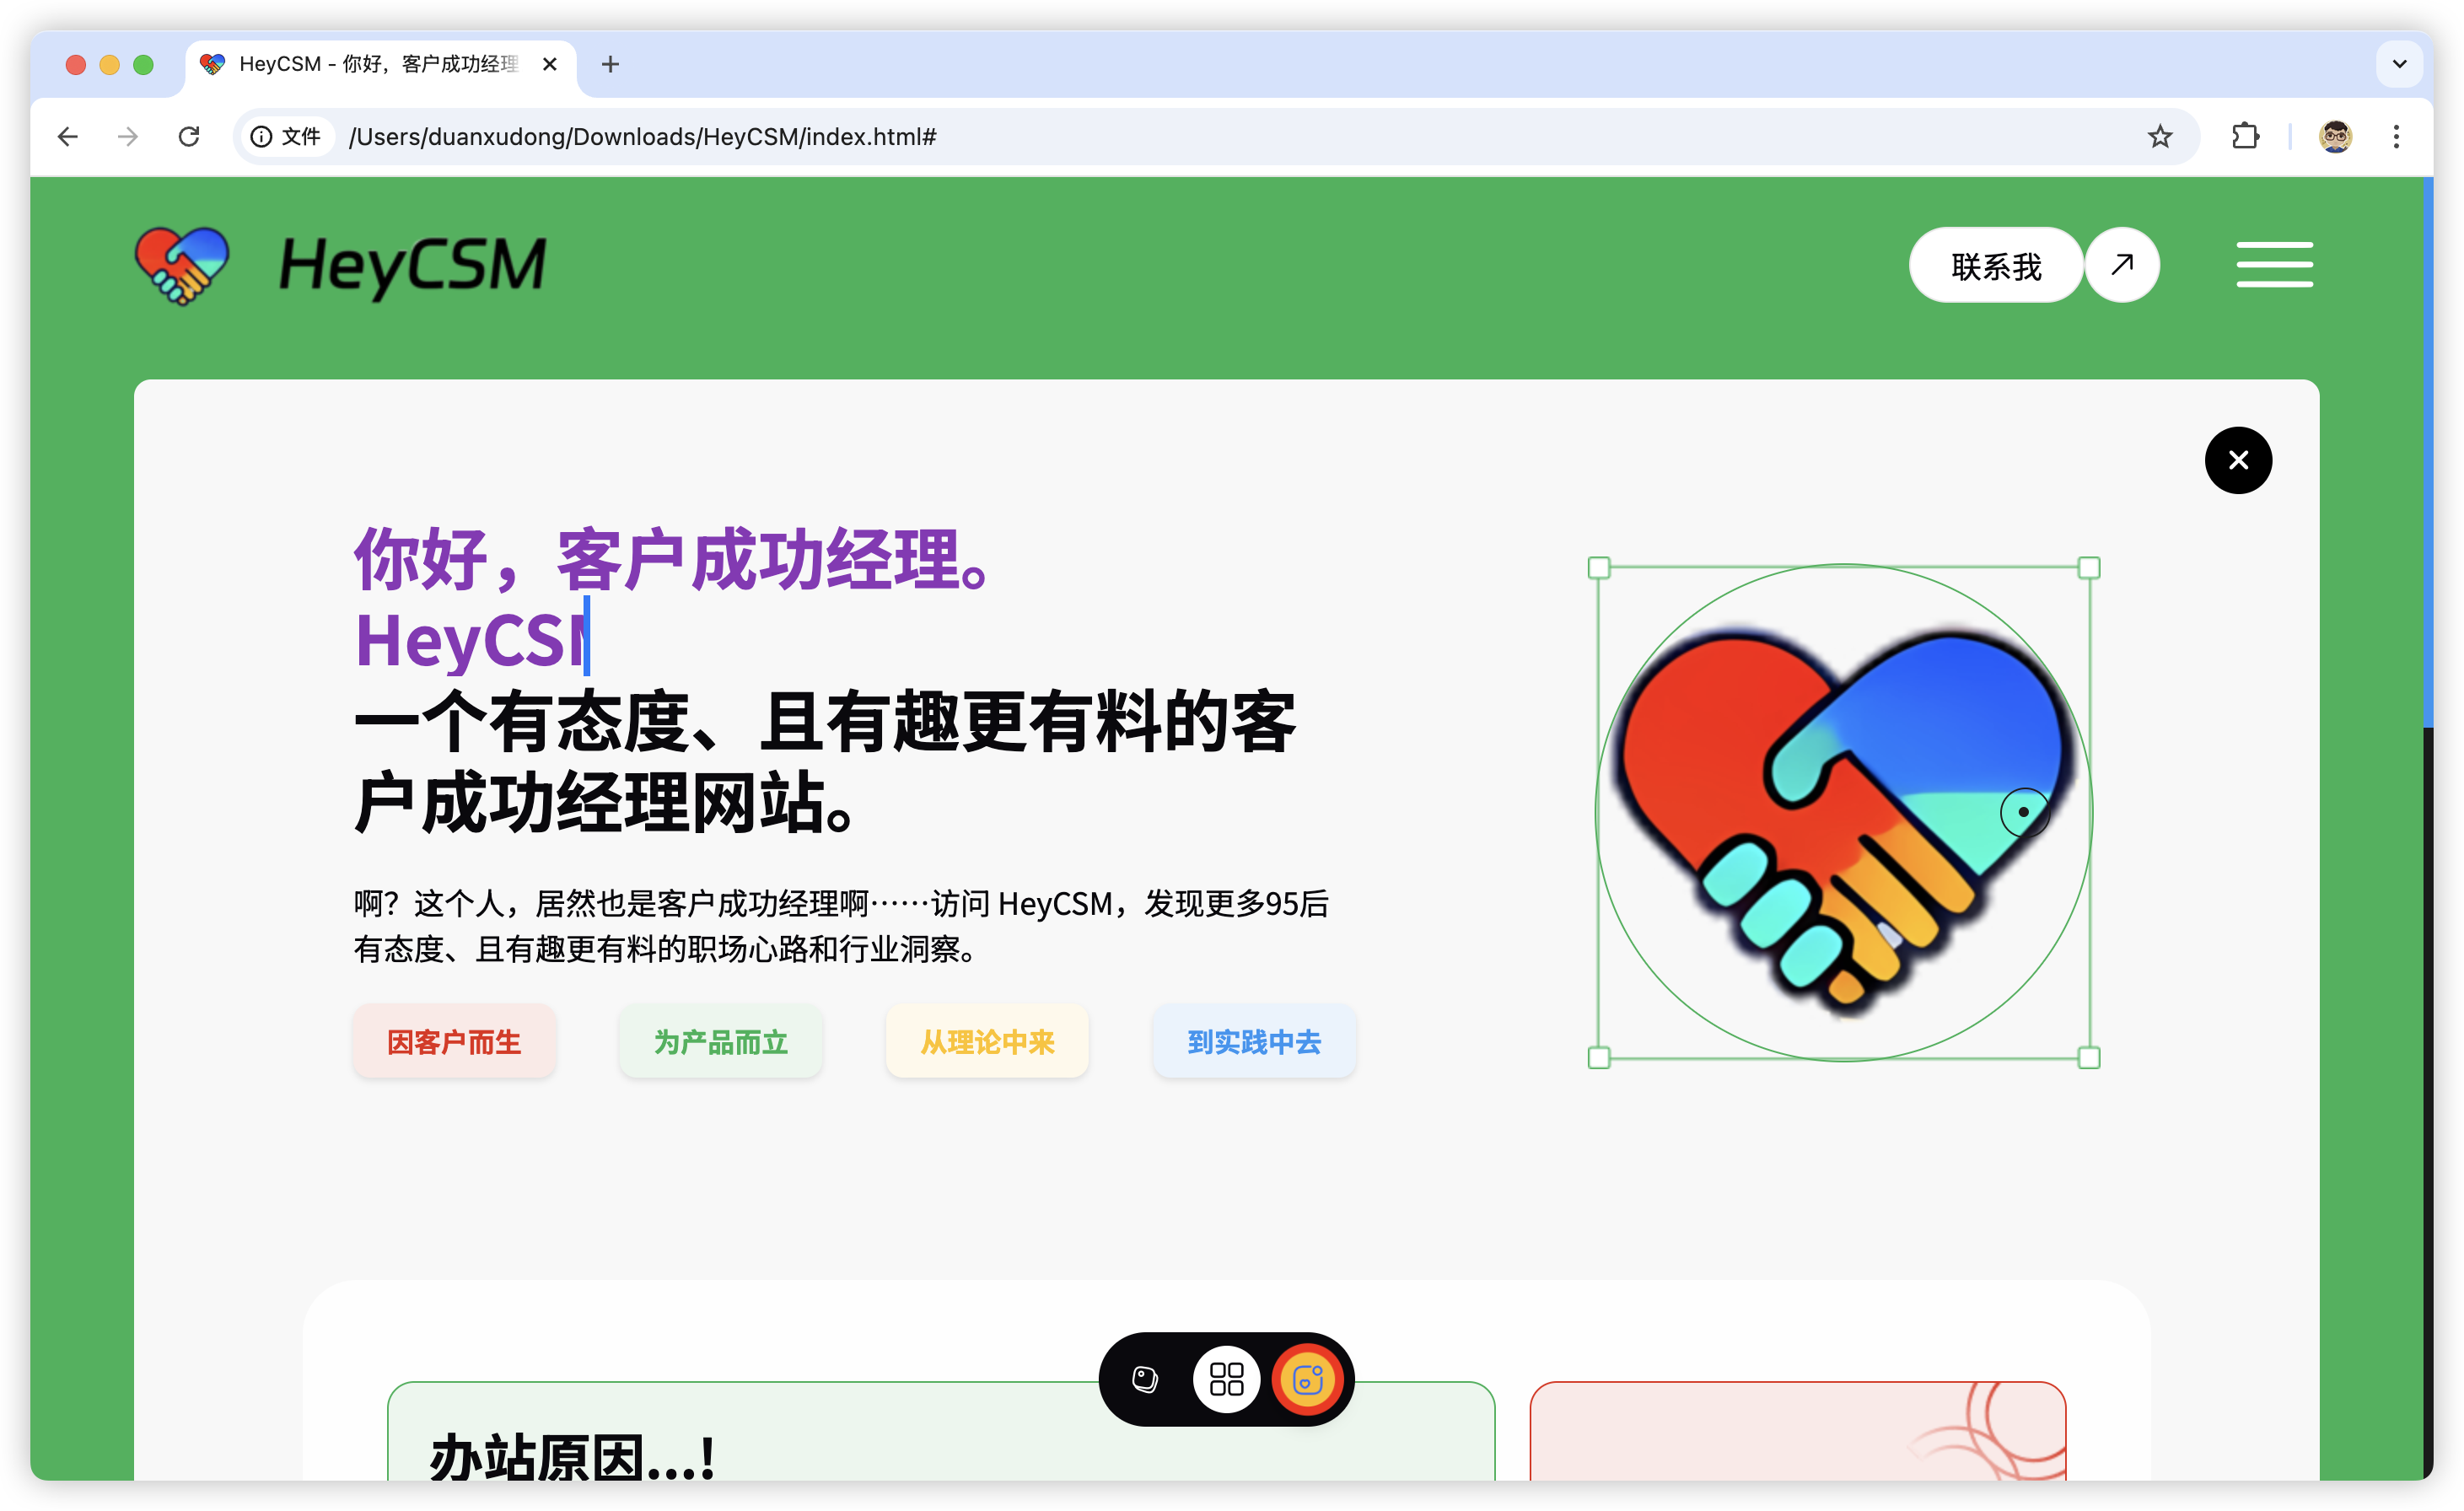 HeyCSM - 你好，客户成功经理
文件
/Users/duanxudong/Downloads/HeyCSM/index.html#
HeyCSM
联系我
你好，客户成功经理。
HeyCSM
一个有态度、且有趣更有料的客
户成功经理网站。
啊？这个人，居然也是客户成功经理啊……访问 HeyCSM，发现更多95后
有态度、且有趣更有料的职场心路和行业洞察。
因客户而生
为产品而立
从理论中来
到实践中去
办站原因...!